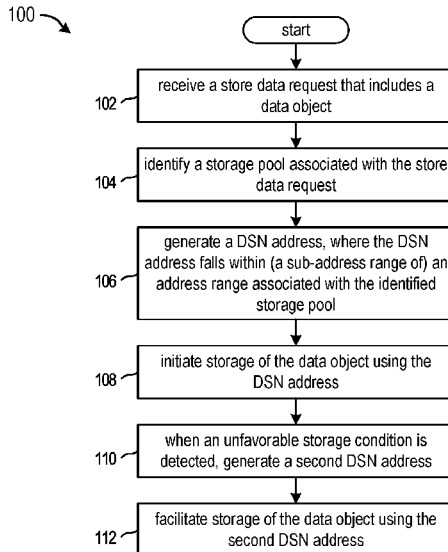 100
start
receive a store data request that includes a
data object
102
identify a storage pool associated with the store
data request
104
generate a DSN address, where the DSN
address falls within (a sub-address range of) an
address range associated with the identified
storage pool
106
initiate storage of the data object using the
DSN address
108
when an unfavorable storage condition is
detected, generate a second DSN address
110
facilitate storage of the data object using the
second DSN address
112